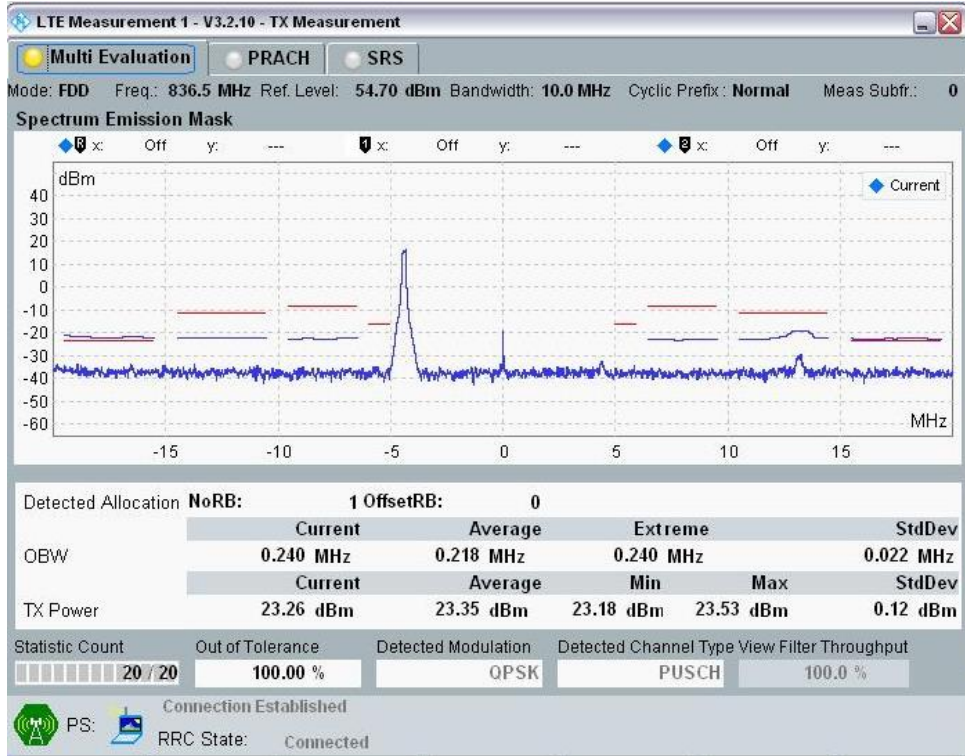 LTE Measurement 1 - V3.2.10 - TX Measurement
Multi Evaluation PRACH SRS
Mode: FDD Freq.: 836.5 MHz Ref. Level: 54.70 dBm Bandwidth: 10.0 MHz Cyclic Prefix : Normal Meas Subfr.: 0
Spectrum Emission Mask
R x: Off y: --- 1 x: Off y: --- 2 x: Off y: ---
dBm
Current
40
30
20
10
0
-10
-20
-30
-40
-50
-60
MHz
-15 -10 -5 0 5 10 15
Detected Allocation NoRB: 1 OffsetRB: 0
Current Average Extreme StdDev
OBW 0.240 MHz 0.218 MHz 0.240 MHz 0.022 MHz
Current Average Min Max StdDev
TX Power 23.26 dBm 23.35 dBm 23.18 dBm 23.53 dBm 0.12 dBm
Statistic Count Out of Tolerance Detected Modulation Detected Channel Type View Filter Throughput
20 / 20 100.00 % QPSK PUSCH 100.0 %
Connection Established
PS:
RRC State: Connected